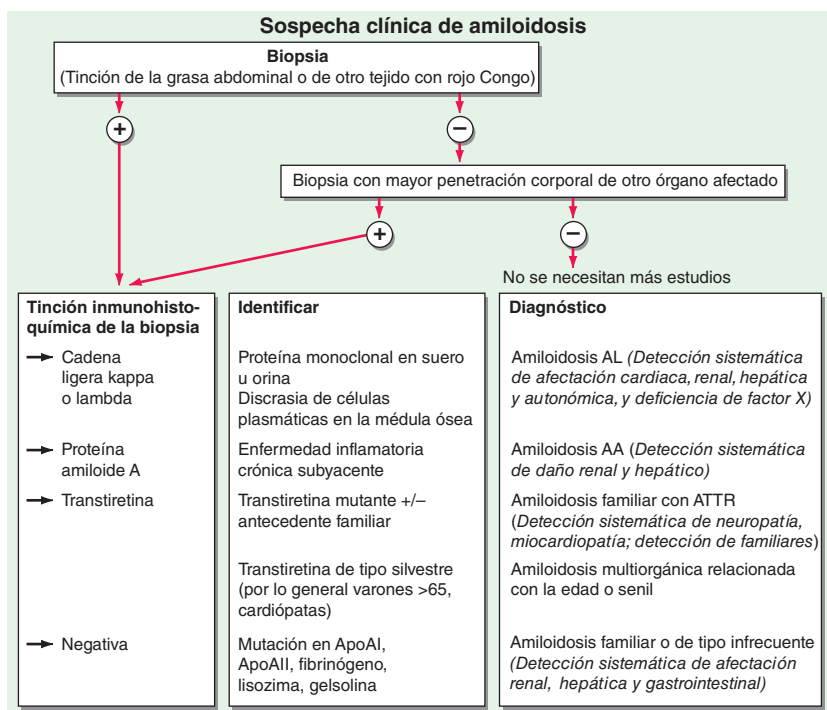 Sospecha clínica de amiloidosis
Biopsia
(Tinción de la grasa abdominal o de otro tejido con rojo Congo)
+
−
Biopsia con mayor penetración corporal de otro órgano afectado
+
−
No se necesitan más estudios
Tinción inmunohisto-
química de la biopsia
Cadena
ligera kappa
o lambda
Proteína
amiloide A
Transtiretina
Negativa
Identificar
Proteína monoclonal en suero
u orina
Discrasia de células
plasmáticas en la médula ósea
Enfermedad inflamatoria
crónica subyacente
Transtiretina mutante +/−
antecedente familiar
Transtiretina de tipo silvestre
(por lo general varones >65,
cardiópatas)
Mutación en ApoAI,
ApoAII, fibrinógeno,
lisozima, gelsolina
Diagnóstico
Amiloidosis AL (Detección sistemática
de afectación cardiaca, renal, hepática
y autonómica, y deficiencia de factor X)
Amiloidosis AA (Detección sistemática
de daño renal y hepático)
Amiloidosis familiar con ATTR
(Detección sistemática de neuropatía,
miocardiopatía; detección de familiares)
Amiloidosis multiorgánica relacionada
con la edad o senil
Amiloidosis familiar o de tipo infrecuente
(Detección sistemática de afectación
renal, hepática y gastrointestinal)